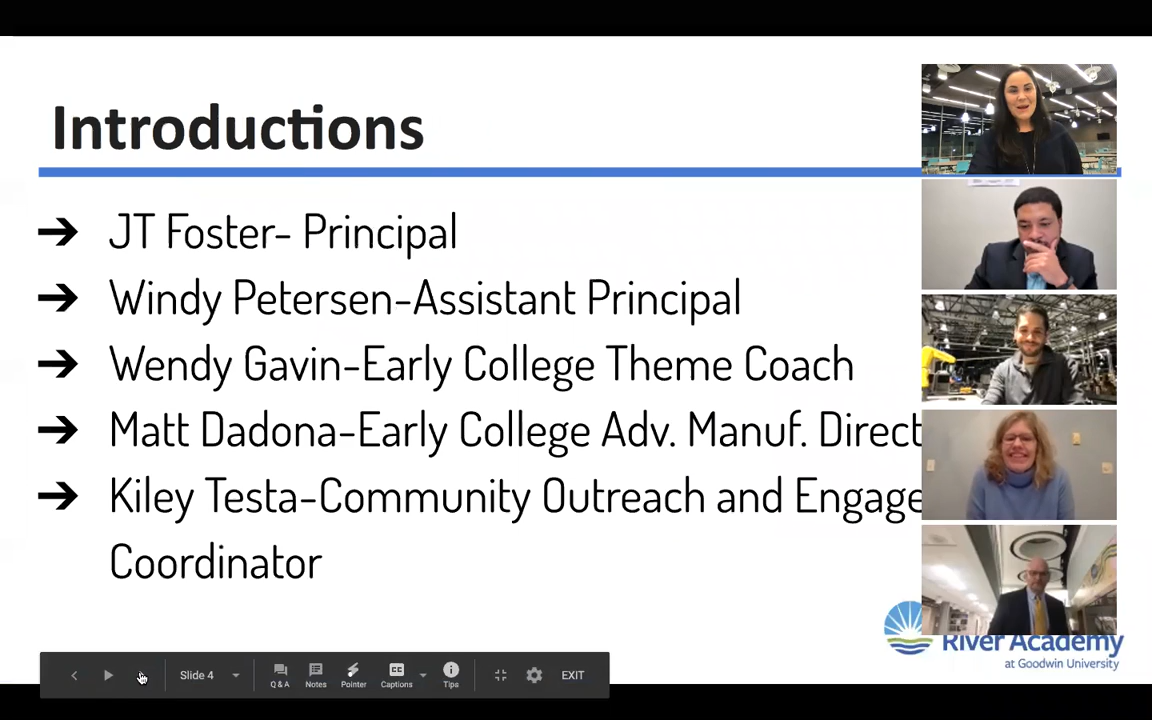 Introductions
➔ JT Foster- Principal
➔ Windy Petersen-Assistant Principal
➔ Wendy Gavin-Early College Theme Coach
➔ Matt Dadona-Early College Adv. Manuf. Direct
➔ Kiley Testa-Community Outreach and Engage
Coordinator
River Academy
at Goodwin University
Slide 4
Q & A
Notes
Pointer
CC
Captions
Tips
EXIT